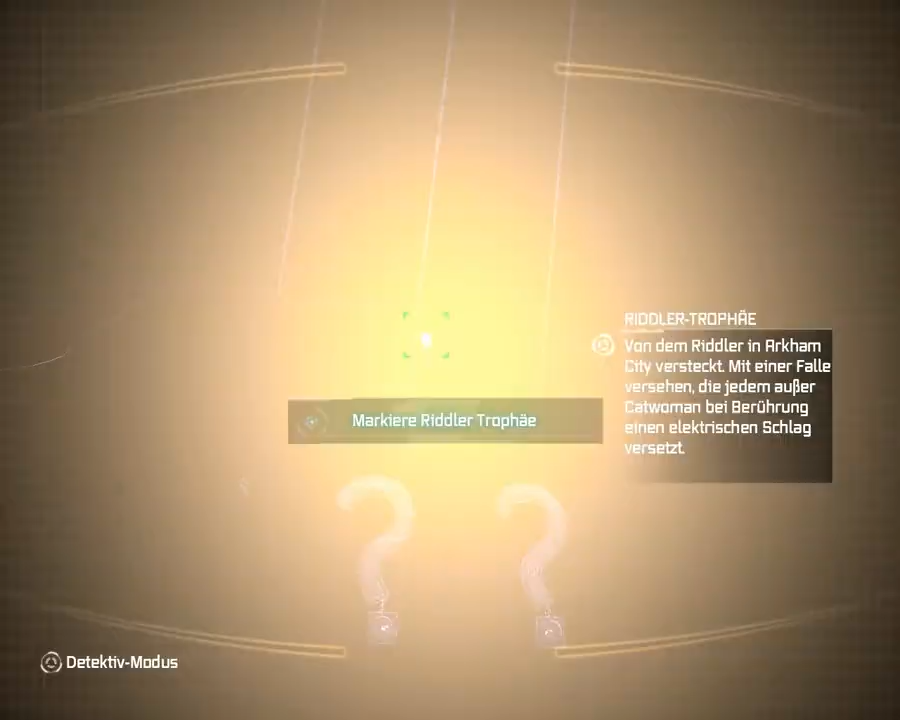 RIDDLER-TROPHÄE
Von dem Riddler in Arkham
City versteckt. Mit einer Falle
versehen, die jedem außer
Catwoman bei Berührung
einen elektrischen Schlag
versetzt.
Markiere Riddler Trophäe
? ?
Detektiv-Modus